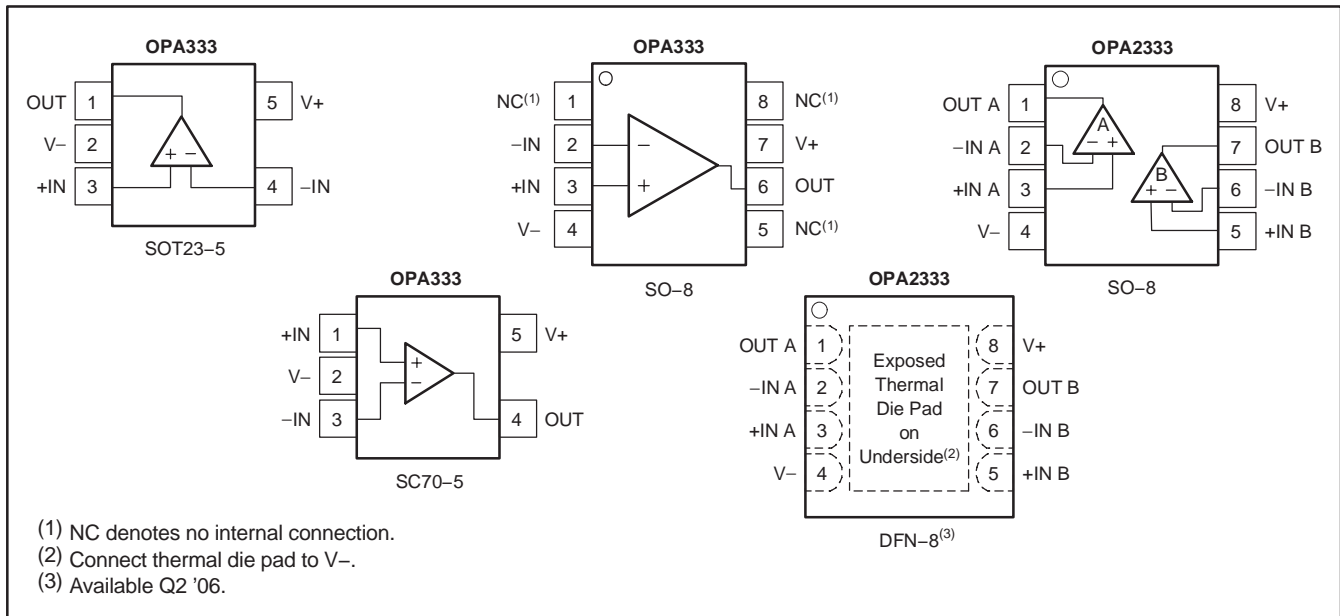 OPA333
OUT 1 5 V+
V− 2
+IN 3 4 −IN
+ −
SOT23−5
OPA333
NC(1) 1 8 NC(1)
−IN 2 − 7 V+
+IN 3 + 6 OUT
V− 4 5 NC(1)
SO−8
OPA2333
OUT A 1 8 V+
A
−IN A 2 − + 7 OUT B
B
+IN A 3 + − 6 −IN B
V− 4 5 +IN B
SO−8
OPA333
+IN 1 5 V+
+
V− 2
−
−IN 3 4 OUT
SC70−5
OPA2333
OUT A 1 8 V+
−IN A 2 7 OUT B
+IN A 3 6 −IN B
V− 4 5 +IN B
Exposed
Thermal
Die Pad
on
Underside(2)
DFN−8(3)
(1) NC denotes no internal connection.
(2) Connect thermal die pad to V−.
(3) Available Q2 '06.